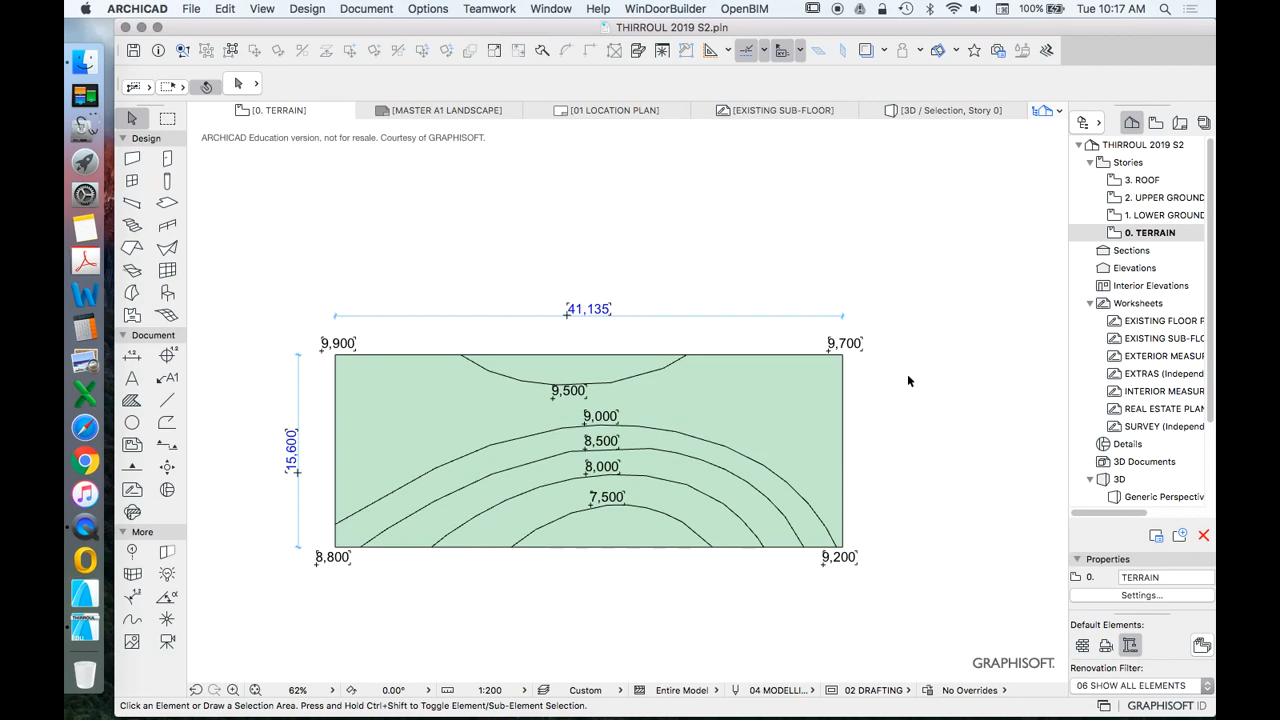 ARCHICAD File Edit View Design Document Options Teamwork Window Help WinDoorBuilder OpenBIM 100% Tue 10:17 AM
THIRROUL 2019 S2.pln
[0. TERRAIN] [MASTER A1 LANDSCAPE] [01 LOCATION PLAN] [EXISTING SUB-FLOOR] [3D / Selection, Story 0]
ARCHICAD Education version, not for resale. Courtesy of GRAPHISOFT.
Design
Document
More
41,135
9,900
9,700
15,600
9,500
9,000
8,500
8,000
7,500
8,800
9,200
GRAPHISOFT.
THIRROUL 2019 S2
Stories
3. ROOF
2. UPPER GROUND
1. LOWER GROUND
0. TERRAIN
Sections
Elevations
Interior Elevations
Worksheets
EXISTING FLOOR P
EXISTING SUB-FLO
EXTERIOR MEASUR
EXTRAS (Independ
INTERIOR MEASUR
REAL ESTATE PLAN
SURVEY (Independ
Details
3D Documents
3D
Generic Perspectiv
Properties
0. TERRAIN
Settings...
Default Elements:
Renovation Filter:
06 SHOW ALL ELEMENTS
62% 0.00° 1:200 Custom Entire Model 04 MODELLI... 02 DRAFTING No Overrides
Click an Element or Draw a Selection Area. Press and Hold Ctrl+Shift to Toggle Element/Sub-Element Selection.
GRAPHISOFT ID